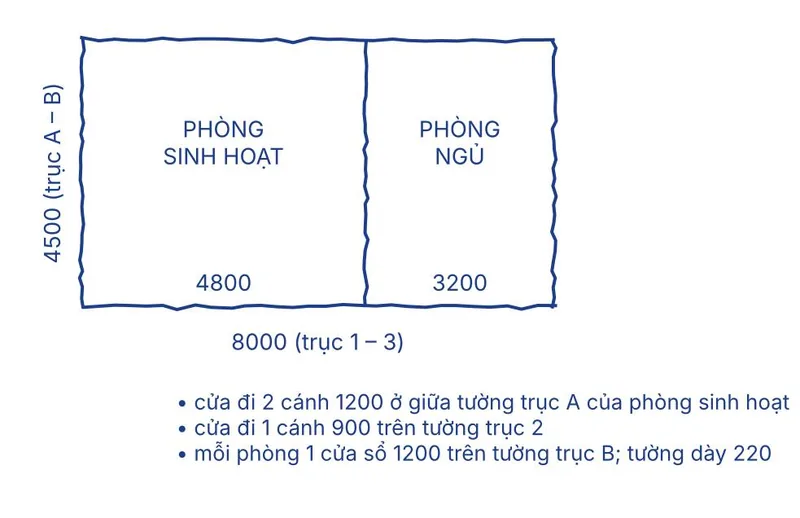 PHÒNG
SINH HOẠT
PHÒNG
NGỦ
4500 (trục A – B)
4800
3200
8000 (trục 1 – 3)
• cửa đi 2 cánh 1200 ở giữa tường trục A của phòng sinh hoạt
• cửa đi 1 cánh 900 trên tường trục 2
• mỗi phòng 1 cửa sổ 1200 trên tường trục B; tường dày 220